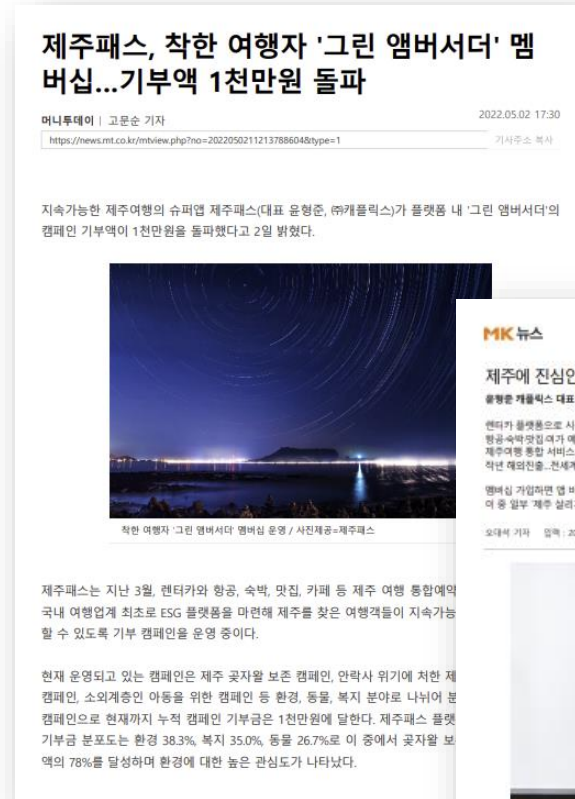 제주패스, 착한 여행자 '그린 앰버서더' 멤
버십...기부액 1천만원 돌파
머니투데이 | 고문순 기자
2022.05.02 17:30
https://news.mt.co.kr/mtview.php?no=2022050211213788604&type=1
기사주소 복사
지속가능한 제주여행의 슈퍼앱 제주패스(대표 윤형준, ㈜캐플릭스)가 플랫폼 내 '그린 앰버서더'의
캠페인 기부액이 1천만원을 돌파했다고 2일 밝혔다.
착한 여행자 '그린 앰버서더' 멤버십 운영 / 사진제공=제주패스
제주패스는 지난 3월, 렌터카와 항공, 숙박, 맛집, 카페 등 제주 여행 통합예약
국내 여행업계 최초로 ESG 플랫폼을 마련해 제주를 찾은 여행객들이 지속가능
할 수 있도록 기부 캠페인을 운영 중이다.
현재 운영되고 있는 캠페인은 제주 곶자왈 보존 캠페인, 안락사 위기에 처한 제
캠페인, 소외계층인 아동을 위한 캠페인 등 환경, 동물, 복지 분야로 나뉘어 분
캠페인으로 현재까지 누적 캠페인 기부금은 1천만원에 달한다. 제주패스 플랫
기부금 분포도는 환경 38.3%, 복지 35.0%, 동물 26.7%로 이 중에서 곶자왈 보
액의 78%를 달성하며 환경에 대한 높은 관심도가 나타났다.
MK 뉴스
제주에 진심인
윤형준 캐플릭스 대표
렌터카 플랫폼으로 시
항공·숙박·맛집·여가 예
제주여행 통합 서비스
작년 해외진출...전세계
멤버십 가입하면 앱 비
이 중 일부 '제주 살리기
오대석 기자 입력 : 20